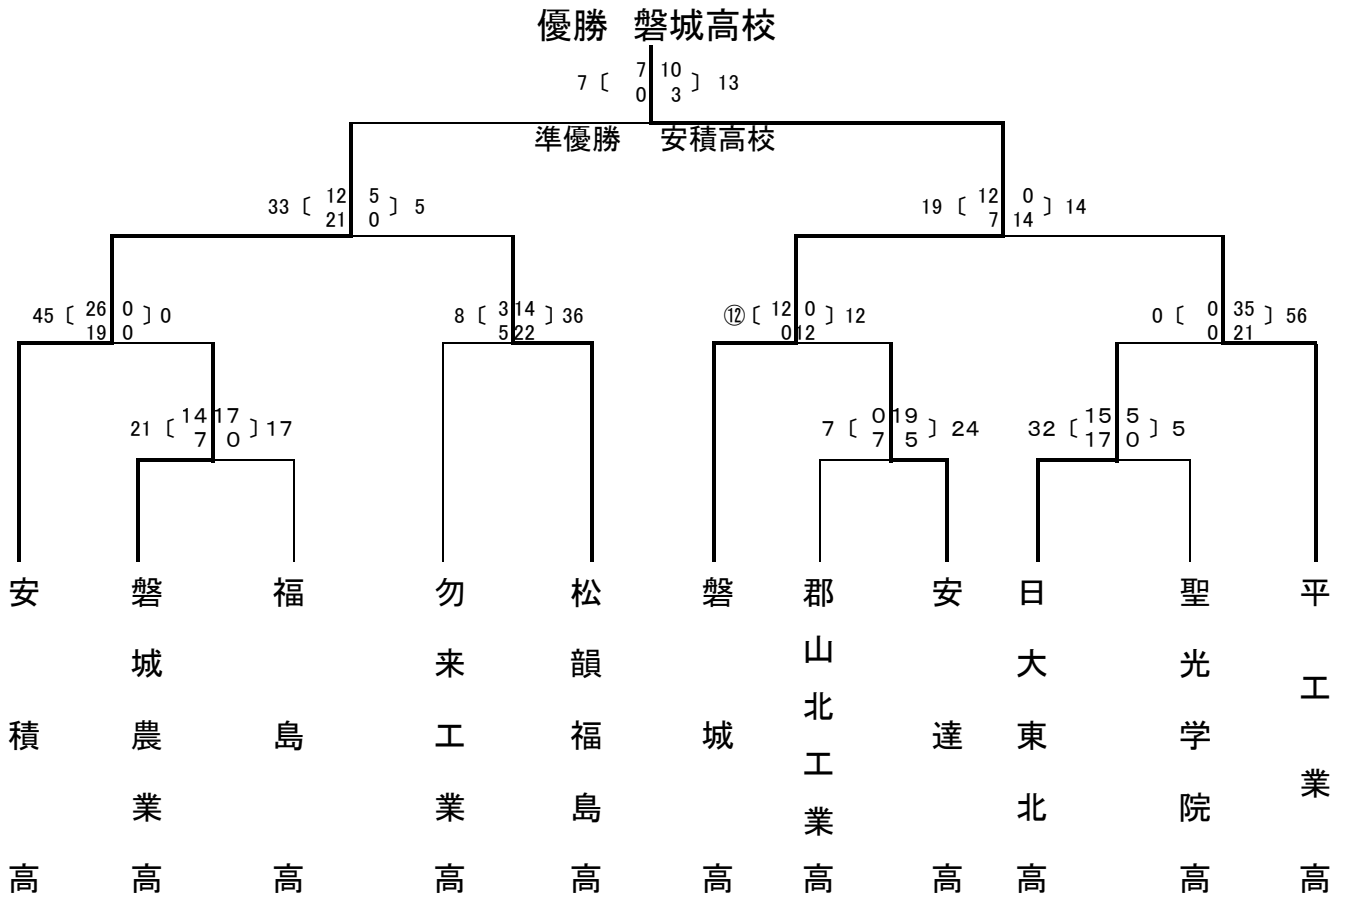 優勝 磐城高校
7〔 7 10 〕13
0 3
準優勝 安積高校
33〔 12 5 〕5
21 0
19〔 12 0 〕14
7 14
45〔 26 0 〕0
19 0
8〔 3 14 〕36
5 22
⑫〔 12 0 〕12
0 12
0〔 0 35 〕56
0 21
21〔 14 17 〕17
7 0
7〔 0 19 〕24
7 5
32〔 15 5 〕5
17 0
安積高
磐城農業高
福島高
勿来工業高
松韻福島高
磐城高
郡山北工業高
安達高
日大東北高
聖光学院高
平工業高